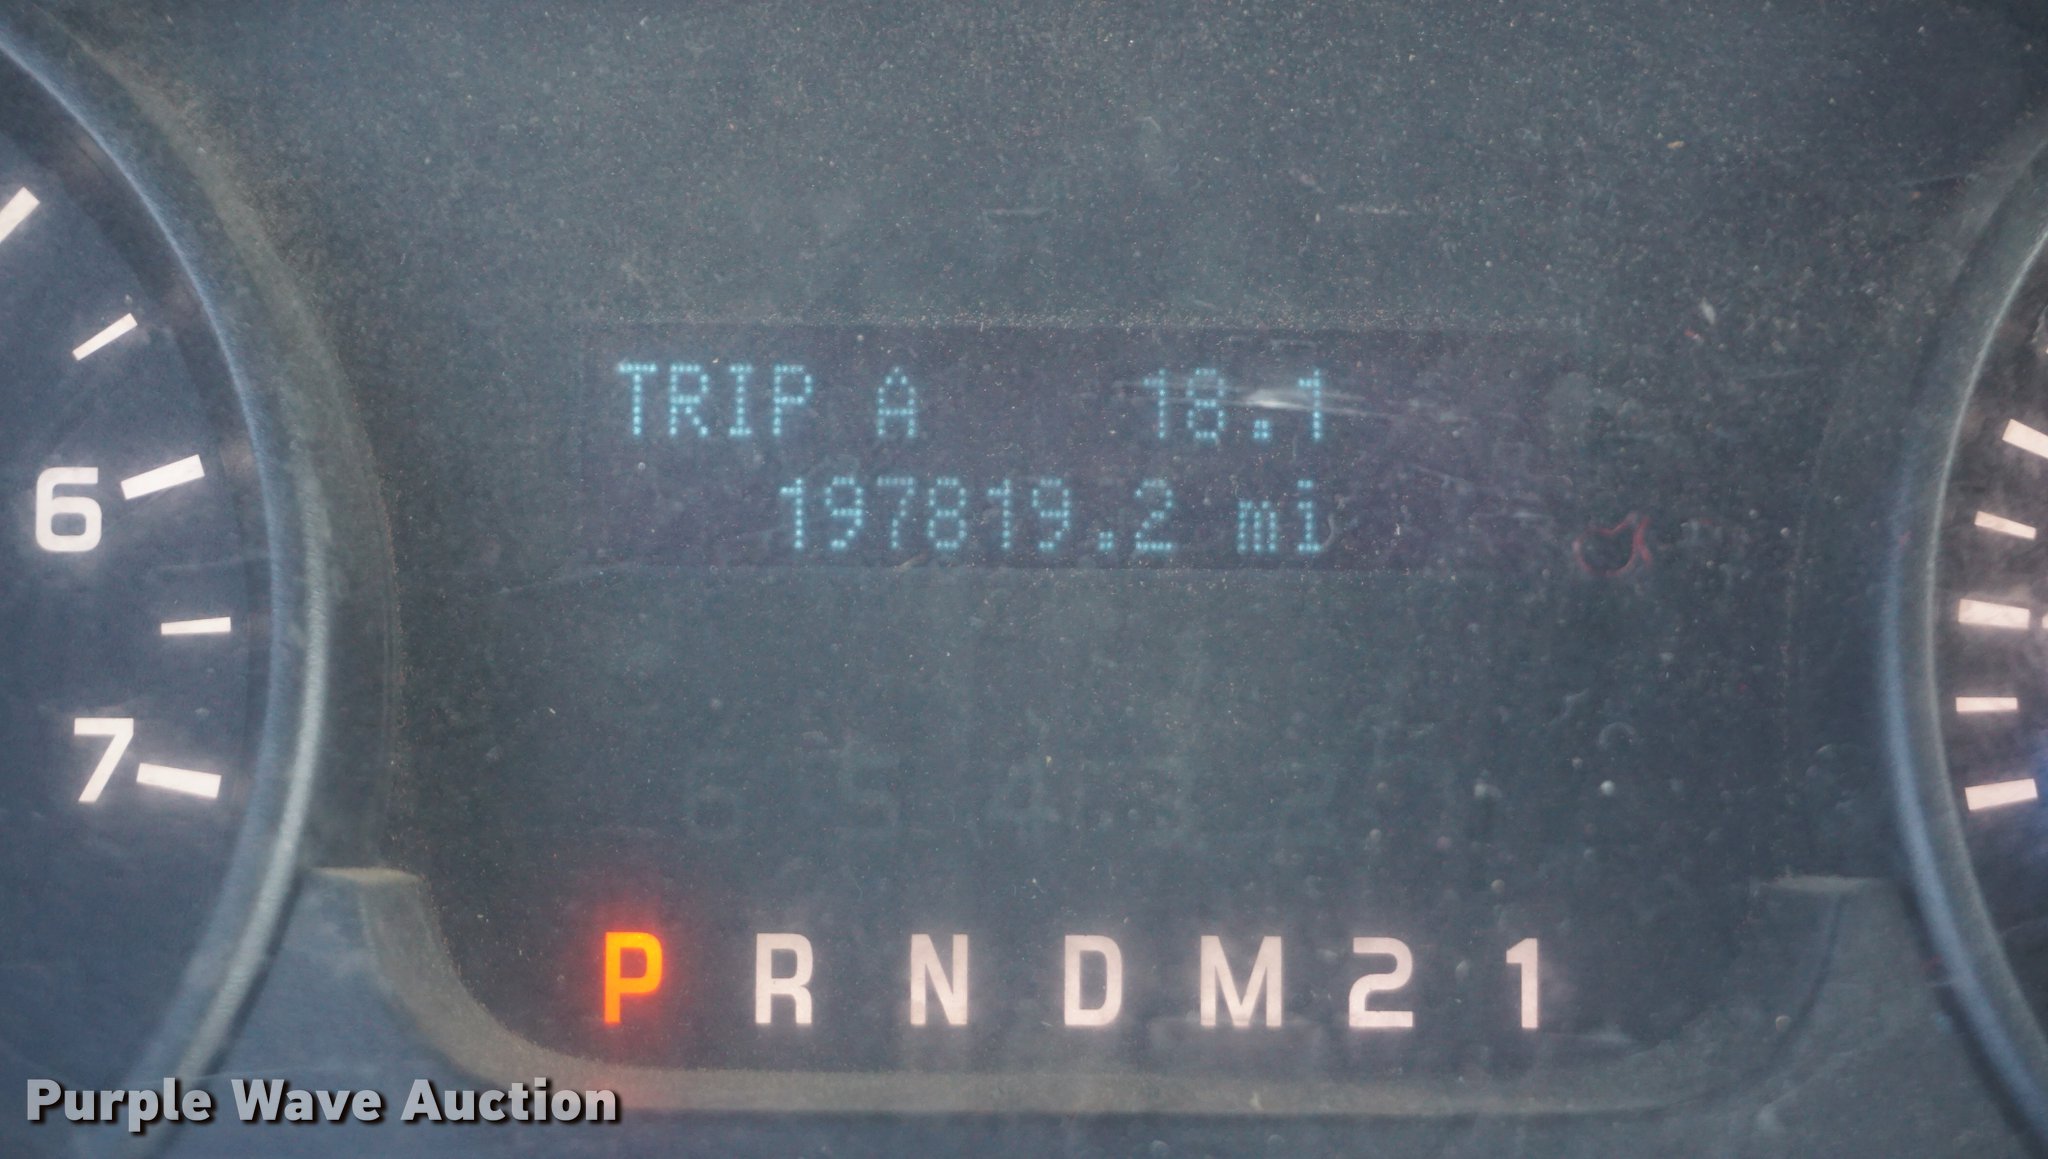 TRIP A 18.1
197819.2 mi
6
7
P R N D M 2 1
Purple Wave Auction